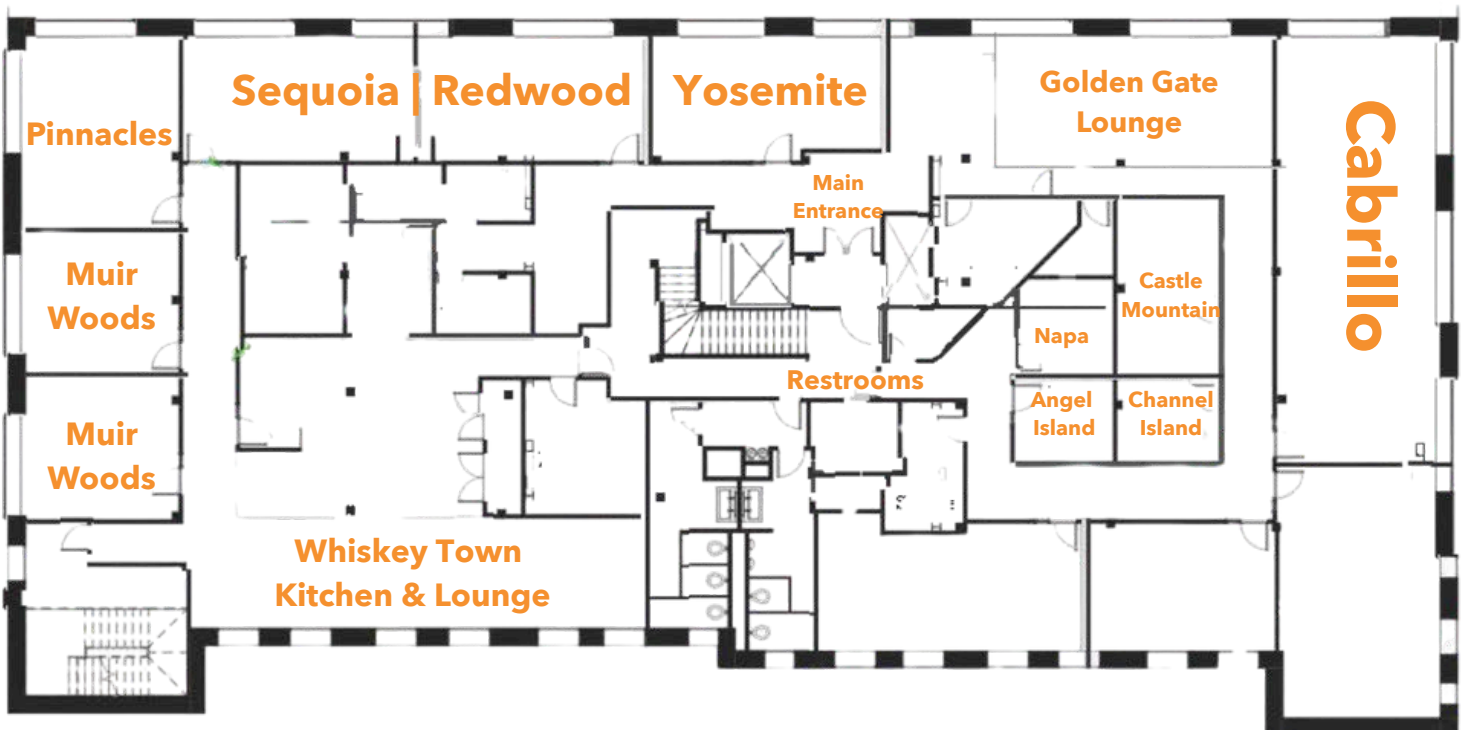 Sequoia | Redwood
Yosemite
Golden Gate
Lounge
Pinnacles
Cabrillo
Main
Entrance
Muir
Woods
Castle
Mountain
Napa
Restrooms
Angel
Island
Channel
Island
Muir
Woods
Whiskey Town
Kitchen & Lounge